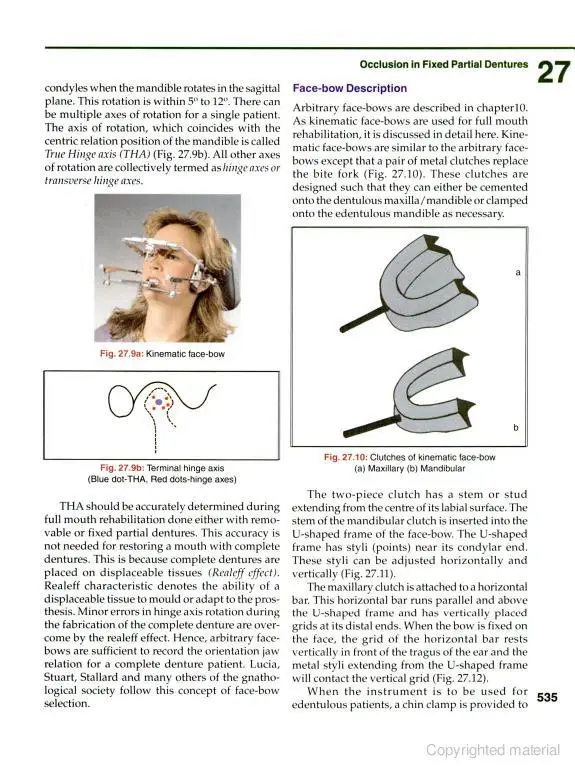 Occlusion in Fixed Partial Dentures
27
condyles when the mandible rotates in the sagittal
plane. This rotation is within 5º to 12º. There can
be multiple axes of rotation for a single patient.
The axis of rotation, which coincides with the
centric relation position of the mandible is called
True Hinge axis (THA) (Fig. 27.9b). All other axes
of rotation are collectively termed as hinge axes or
transverse hinge axes.
Fig. 27.9a: Kinematic face-bow
Fig. 27.9b: Terminal hinge axis
(Blue dot-THA, Red dots-hinge axes)
THA should be accurately determined during
full mouth rehabilitation done either with remo-
vable or fixed partial dentures. This accuracy is
not needed for restoring a mouth with complete
dentures. This is because complete dentures are
placed on displaceable tissues (Realeff effect).
Realeff characteristic denotes the ability of a
displaceable tissue to mould or adapt to the pros-
thesis. Minor errors in hinge axis rotation during
the fabrication of the complete denture are over-
come by the realeff effect. Hence, arbitrary face-
bows are sufficient to record the orientation jaw
relation for a complete denture patient. Lucia,
Stuart, Stallard and many others of the gnatho-
logical society follow this concept of face-bow
selection.
Face-bow Description
Arbitrary face-bows are described in chapter10.
As kinematic face-bows are used for full mouth
rehabilitation, it is discussed in detail here. Kine-
matic face-bows are similar to the arbitrary face-
bows except that a pair of metal clutches replace
the bite fork (Fig. 27.10). These clutches are
designed such that they can either be cemented
onto the dentulous maxilla/mandible or clamped
onto the edentulous mandible as necessary.
a
b
Fig. 27.10: Clutches of kinematic face-bow
(a) Maxillary (b) Mandibular
The two-piece clutch has a stem or stud
extending from the centre of its labial surface. The
stem of the mandibular clutch is inserted into the
U-shaped frame of the face-bow. The U-shaped
frame has styli (points) near its condylar end.
These styli can be adjusted horizontally and
vertically (Fig. 27.11).
The maxillary clutch is attached to a horizontal
bar. This horizontal bar runs parallel and above
the U-shaped frame and has vertically placed
grids at its distal ends. When the bow is fixed on
the face, the grid of the horizontal bar rests
vertically in front of the tragus of the ear and the
metal styli extending from the U-shaped frame
will contact the vertical grid (Fig. 27.12).
When the instrument is to be used for
edentulous patients, a chin clamp is provided to
535
Copyrighted material